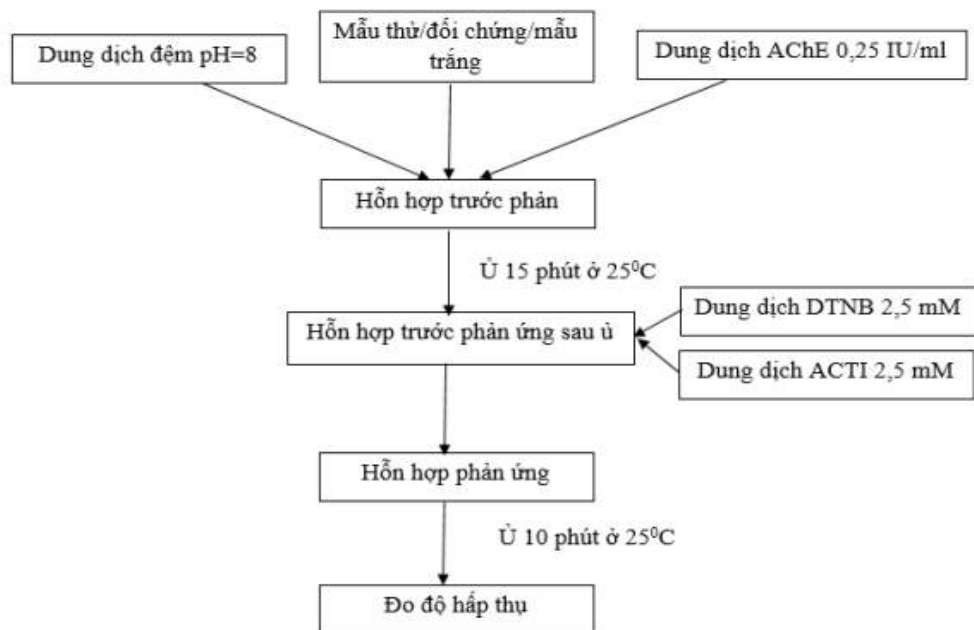 Dung dịch đệm pH=8
Mẫu thử/đối chứng/mẫu
trắng
Dung dịch AChE 0,25 IU/ml
Hỗn hợp trước phản
Ủ 15 phút ở 25⁰C
Hỗn hợp trước phản ứng sau ủ
Dung dịch DTNB 2,5 mM
Dung dịch ACTI 2,5 mM
Hỗn hợp phản ứng
Ủ 10 phút ở 25⁰C
Đo độ hấp thụ